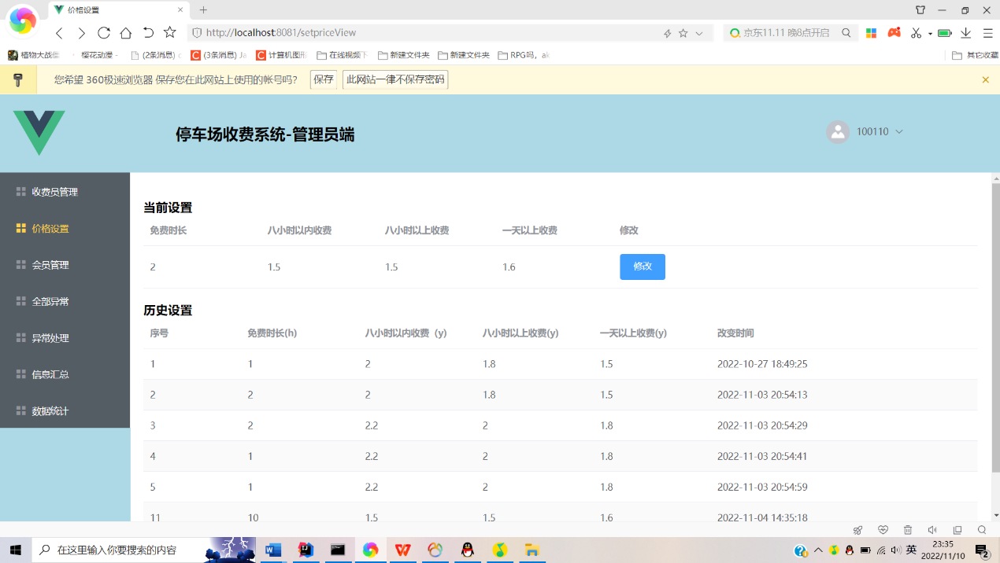 价格设置
http://localhost:8081/setpriceView
京东11.11 晚8点开启
植物大战僵
樱花动漫 -
(2条消息) c
(3条消息) Ja
计算机图形
在线视频下
新建文件夹
新建文件夹
RPG吗，ak
其它收藏
您希望 360极速浏览器 保存您在此网站上使用的帐号吗？ 保存 此网站一律不保存密码
停车场收费系统-管理员端
100110
收费员管理
价格设置
会员管理
全部异常
异常处理
信息汇总
数据统计
当前设置
免费时长 八小时以内收费 八小时以上收费 一天以上收费 修改
2 1.5 1.5 1.6 修改
历史设置
序号 免费时长(h) 八小时以内收费（y) 八小时以上收费(y) 一天以上收费(y) 改变时间
1 1 2 1.8 1.5 2022-10-27 18:49:25
2 2 2 1.8 1.5 2022-11-03 20:54:13
3 2 2.2 2 1.8 2022-11-03 20:54:29
4 1 2.2 2 1.8 2022-11-03 20:54:41
5 1 2.2 2 1.8 2022-11-03 20:54:59
11 10 1.5 1.5 1.6 2022-11-04 14:35:18
在这里输入你要搜索的内容
英
23:35
2022/11/10
2